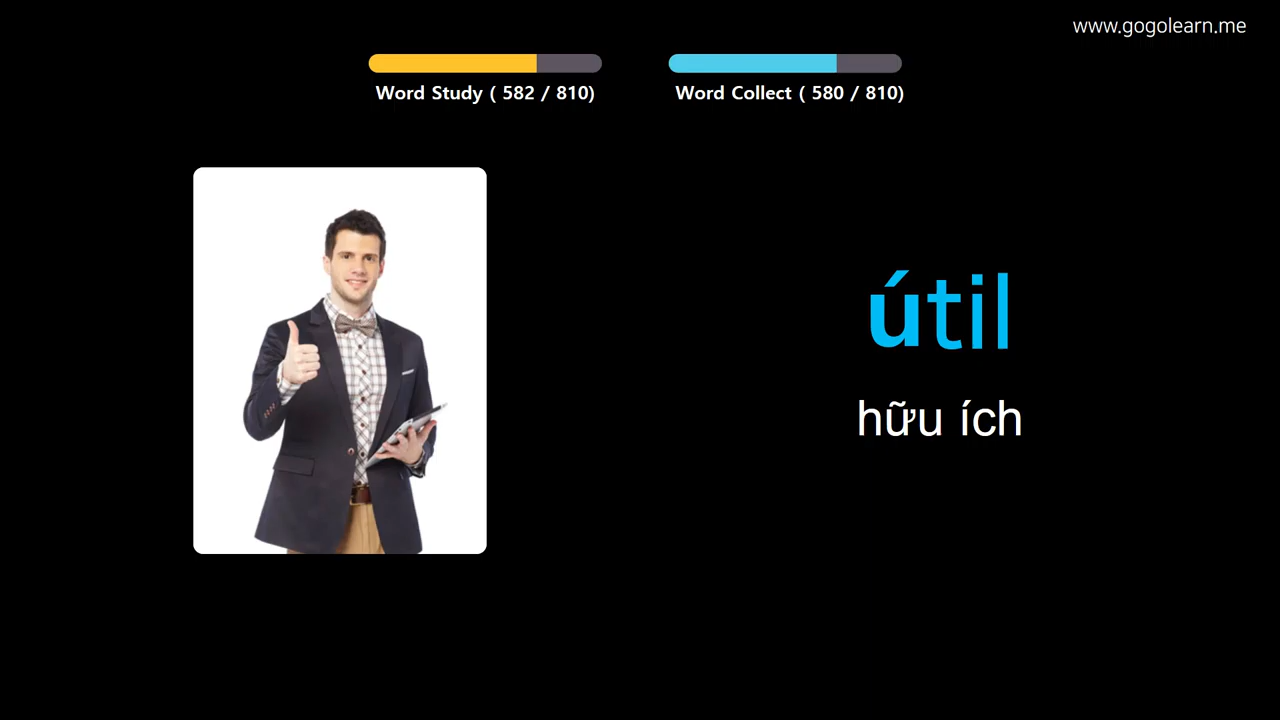 www.gogolearn.me
Word Study ( 582 / 810)
Word Collect ( 580 / 810)
útil
hữu ích